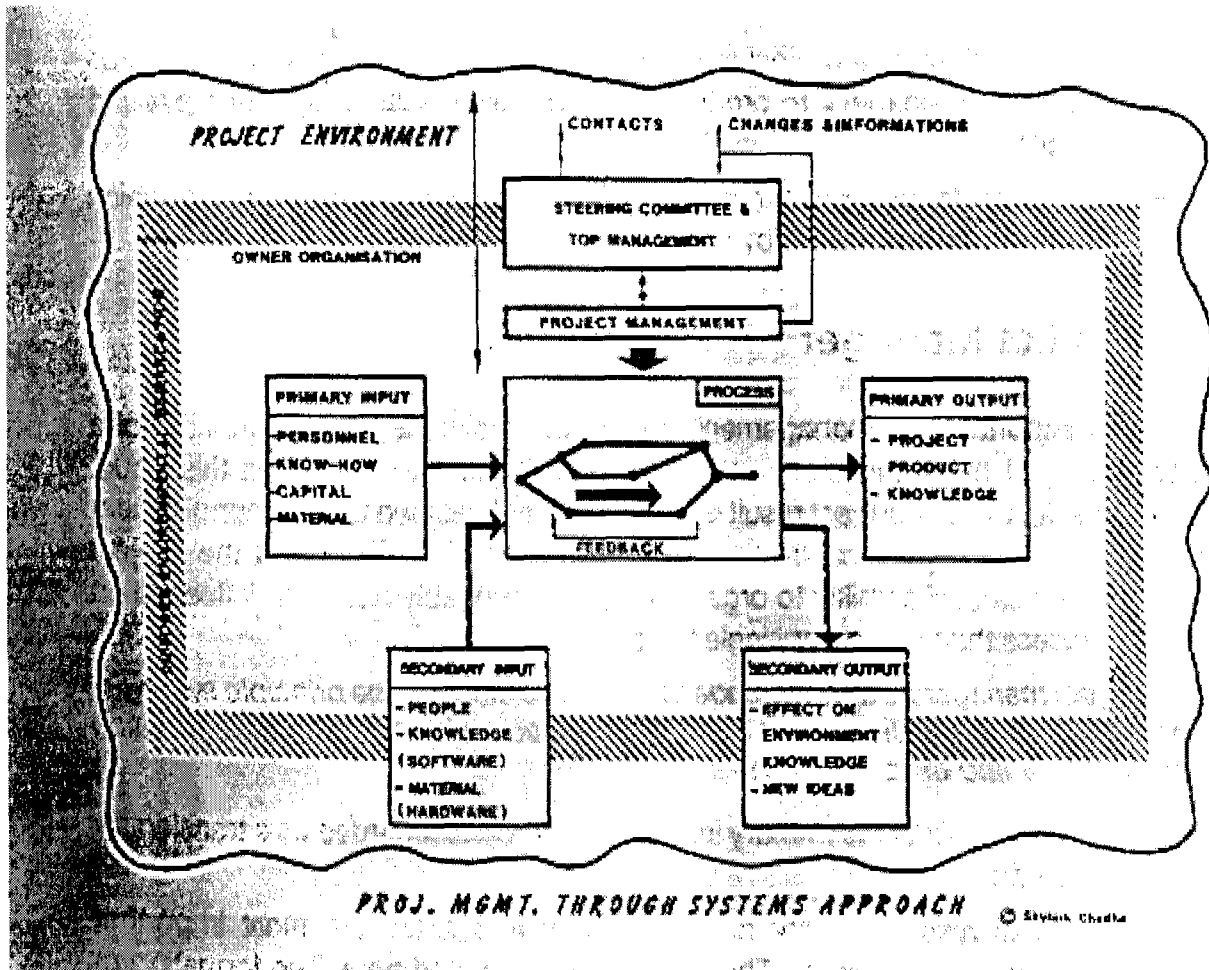 PROJECT ENVIRONMENT
CONTACTS
CHANGES &INFORMATIONS
STEERING COMMITTEE &
TOP MANAGEMENT
OWNER ORGANISATION
PROJECT MANAGEMENT
PRIMARY INPUT
-PERSONNEL
-KNOW-HOW
-CAPITAL
-MATERIAL
PROCESS
FEEDBACK
PRIMARY OUTPUT
- PROJECT
PRODUCT
- KNOWLEDGE
SECONDARY INPUT
- PEOPLE
- KNOWLEDGE
(SOFTWARE)
- MATERIAL
(HARDWARE)
SECONDARY OUTPUT
- EFFECT ON
ENVIRONMENT
KNOWLEDGE
- NEW IDEAS
PROJ. MGMT. THROUGH SYSTEMS APPROACH
©